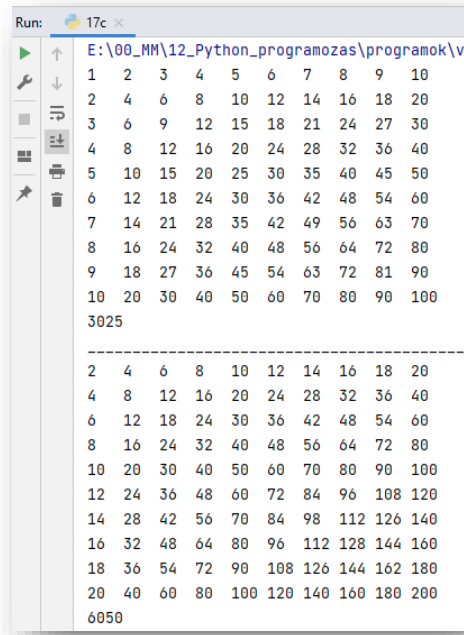 Run: 17c
E:\00_MM\12_Python_programozas\programok\v
1 2 3 4 5 6 7 8 9 10
2 4 6 8 10 12 14 16 18 20
3 6 9 12 15 18 21 24 27 30
4 8 12 16 20 24 28 32 36 40
5 10 15 20 25 30 35 40 45 50
6 12 18 24 30 36 42 48 54 60
7 14 21 28 35 42 49 56 63 70
8 16 24 32 40 48 56 64 72 80
9 18 27 36 45 54 63 72 81 90
10 20 30 40 50 60 70 80 90 100
3025
------------------------------------------
2 4 6 8 10 12 14 16 18 20
4 8 12 16 20 24 28 32 36 40
6 12 18 24 30 36 42 48 54 60
8 16 24 32 40 48 56 64 72 80
10 20 30 40 50 60 70 80 90 100
12 24 36 48 60 72 84 96 108 120
14 28 42 56 70 84 98 112 126 140
16 32 48 64 80 96 112 128 144 160
18 36 54 72 90 108 126 144 162 180
20 40 60 80 100 120 140 160 180 200
6050